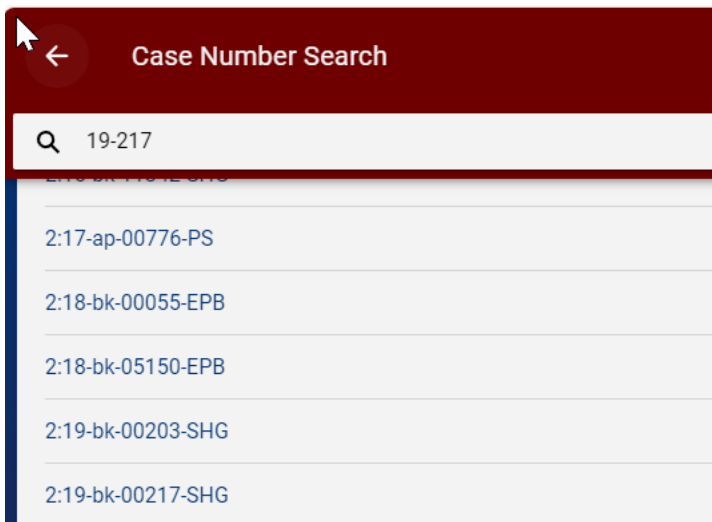 Case Number Search
19-217
2:17-ap-00776-PS
2:18-bk-00055-EPB
2:18-bk-05150-EPB
2:19-bk-00203-SHG
2:19-bk-00217-SHG